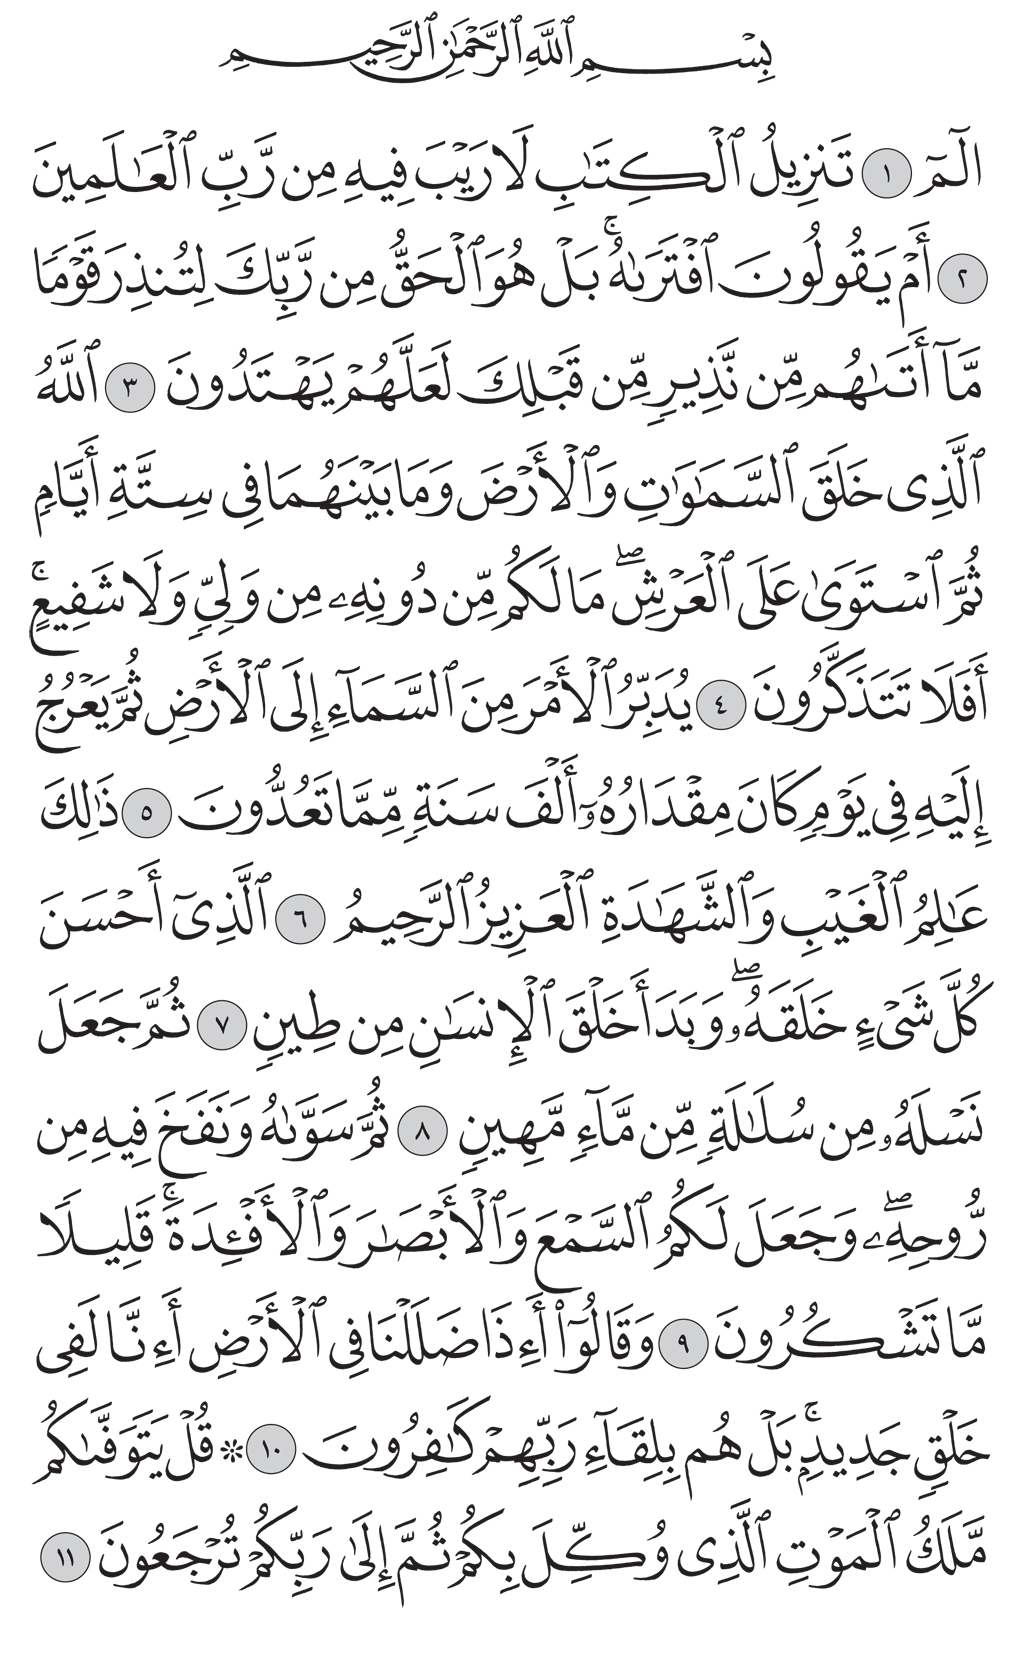 بِسۡمِ ٱللَّهِ ٱلرَّحۡمَٰنِ ٱلرَّحِيمِ
الٓمٓ ١ تَنزِيلُ ٱلۡكِتَٰبِ لَا رَيۡبَ فِيهِ مِن رَّبِّ ٱلۡعَٰلَمِينَ
٢ أَمۡ يَقُولُونَ ٱفۡتَرَىٰهُۚ بَلۡ هُوَ ٱلۡحَقُّ مِن رَّبِّكَ لِتُنذِرَ قَوۡمٗا
مَّآ أَتَىٰهُم مِّن نَّذِيرٖ مِّن قَبۡلِكَ لَعَلَّهُمۡ يَهۡتَدُونَ ٣ ٱللَّهُ
ٱلَّذِي خَلَقَ ٱلسَّمَٰوَٰتِ وَٱلۡأَرۡضَ وَمَا بَيۡنَهُمَا فِي سِتَّةِ أَيَّامٖ
ثُمَّ ٱسۡتَوَىٰ عَلَى ٱلۡعَرۡشِۖ مَا لَكُم مِّن دُونِهِۦ مِن وَلِيّٖ وَلَا شَفِيعٍۚ
أَفَلَا تَتَذَكَّرُونَ ٤ يُدَبِّرُ ٱلۡأَمۡرَ مِنَ ٱلسَّمَآءِ إِلَى ٱلۡأَرۡضِ ثُمَّ يَعۡرُجُ
إِلَيۡهِ فِي يَوۡمٖ كَانَ مِقۡدَارُهُۥٓ أَلۡفَ سَنَةٖ مِّمَّا تَعُدُّونَ ٥ ذَٰلِكَ
عَٰلِمُ ٱلۡغَيۡبِ وَٱلشَّهَٰدَةِ ٱلۡعَزِيزُ ٱلرَّحِيمُ ٦ ٱلَّذِيٓ أَحۡسَنَ
كُلَّ شَيۡءٍ خَلَقَهُۥۖ وَبَدَأَ خَلۡقَ ٱلۡإِنسَٰنِ مِن طِينٖ ٧ ثُمَّ جَعَلَ
نَسۡلَهُۥ مِن سُلَٰلَةٖ مِّن مَّآءٖ مَّهِينٖ ٨ ثُمَّ سَوَّىٰهُ وَنَفَخَ فِيهِ مِن
رُّوحِهِۦۖ وَجَعَلَ لَكُمُ ٱلسَّمۡعَ وَٱلۡأَبۡصَٰرَ وَٱلۡأَفۡـِٔدَةَۚ قَلِيلٗا
مَّا تَشۡكُرُونَ ٩ وَقَالُوٓاْ أَءِذَا ضَلَلۡنَا فِي ٱلۡأَرۡضِ أَءِنَّا لَفِي
خَلۡقٖ جَدِيدِۭۚ بَلۡ هُم بِلِقَآءِ رَبِّهِمۡ كَٰفِرُونَ ١٠ ۞ قُلۡ يَتَوَفَّىٰكُم
مَّلَكُ ٱلۡمَوۡتِ ٱلَّذِي وُكِّلَ بِكُمۡ ثُمَّ إِلَىٰ رَبِّكُمۡ تُرۡجَعُونَ ١١